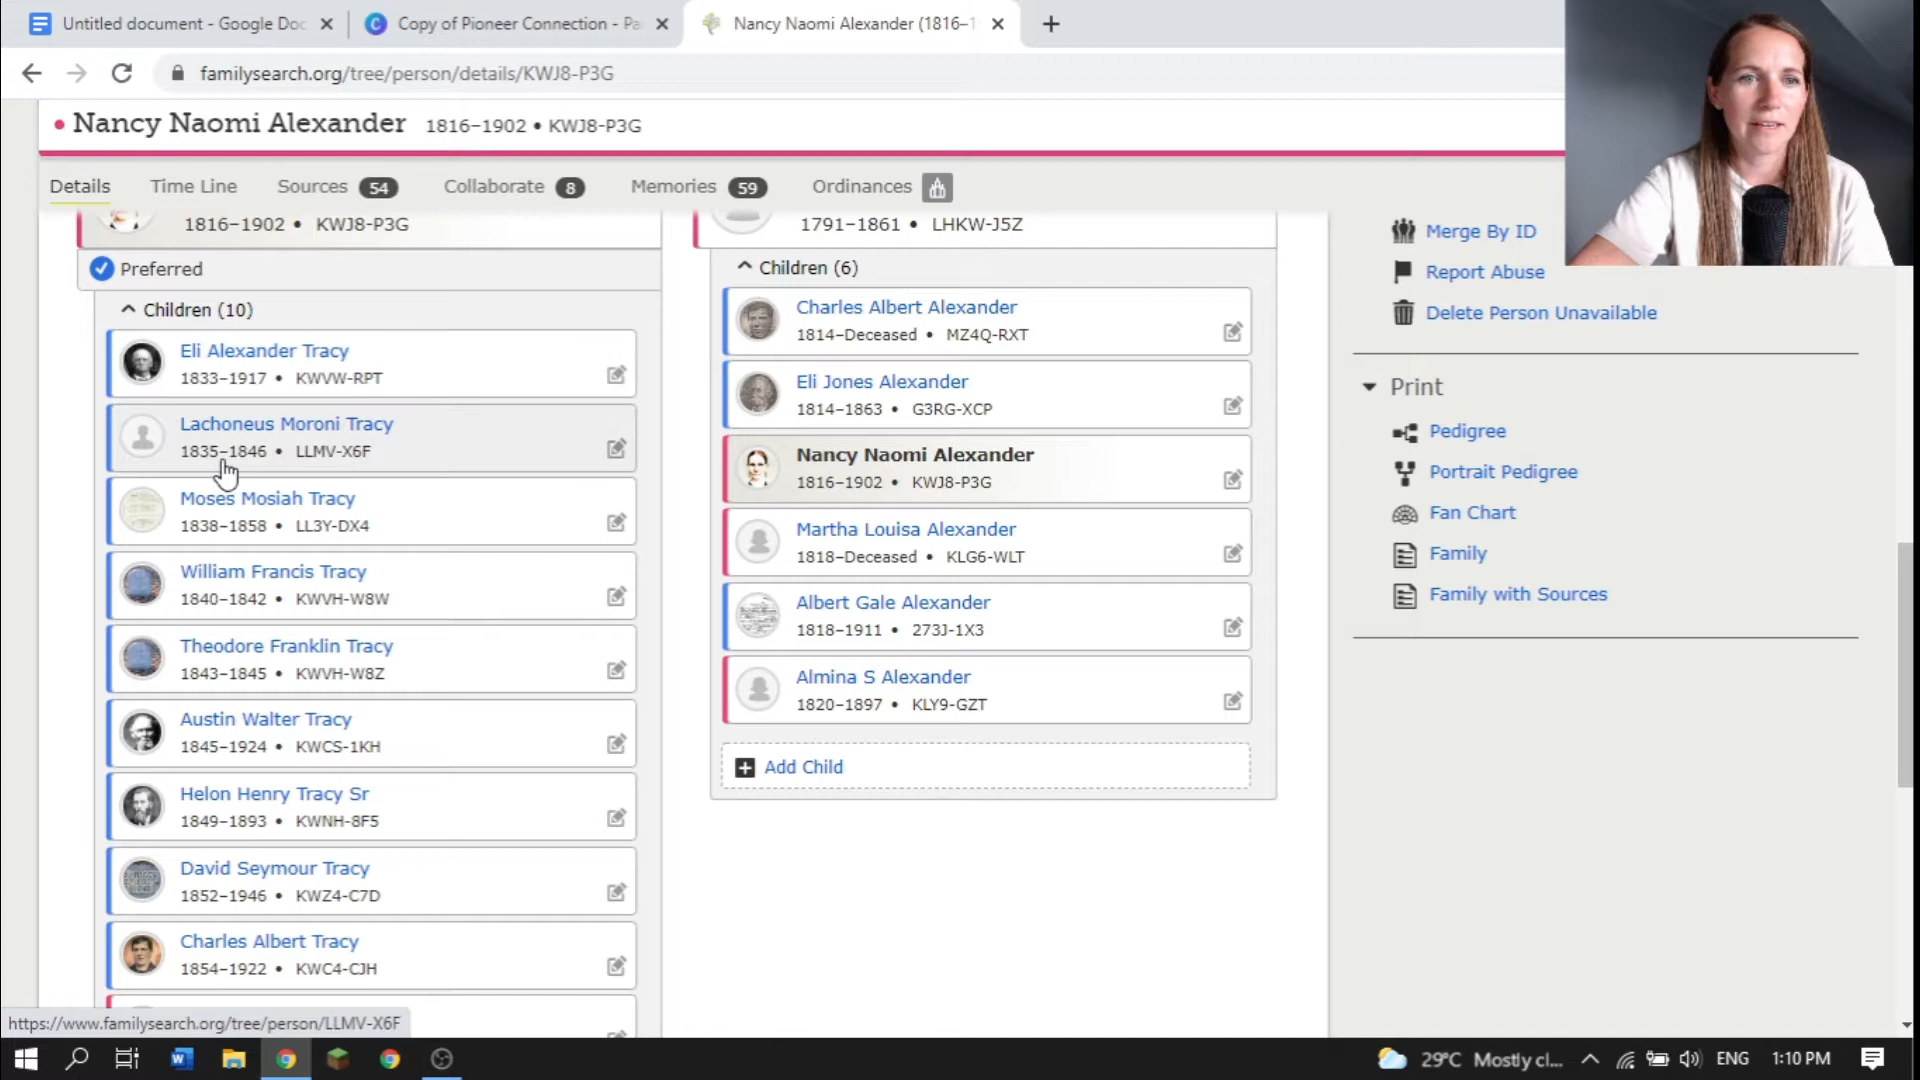 Untitled document - Google Doc
Copy of Pioneer Connection - Pa
Nancy Naomi Alexander (1816–1
familysearch.org/tree/person/details/KWJ8-P3G
Nancy Naomi Alexander 1816–1902 • KWJ8-P3G
Details Time Line Sources 54 Collaborate 8 Memories 59 Ordinances
1816–1902 • KWJ8-P3G
Preferred
Children (10)
Eli Alexander Tracy
1833–1917 • KWVW-RPT
Lachoneus Moroni Tracy
1835–1846 • LLMV-X6F
Moses Mosiah Tracy
1838–1858 • LL3Y-DX4
William Francis Tracy
1840–1842 • KWVH-W8W
Theodore Franklin Tracy
1843–1845 • KWVH-W8Z
Austin Walter Tracy
1845–1924 • KWCS-1KH
Helon Henry Tracy Sr
1849–1893 • KWNH-8F5
David Seymour Tracy
1852–1946 • KWZ4-C7D
Charles Albert Tracy
1854–1922 • KWC4-CJH
1791–1861 • LHKW-J5Z
Children (6)
Charles Albert Alexander
1814–Deceased • MZ4Q-RXT
Eli Jones Alexander
1814–1863 • G3RG-XCP
Nancy Naomi Alexander
1816–1902 • KWJ8-P3G
Martha Louisa Alexander
1818–Deceased • KLG6-WLT
Albert Gale Alexander
1818–1911 • 273J-1X3
Almina S Alexander
1820–1897 • KLY9-GZT
Add Child
Merge By ID
Report Abuse
Delete Person Unavailable
Print
Pedigree
Portrait Pedigree
Fan Chart
Family
Family with Sources
https://www.familysearch.org/tree/person/LLMV-X6F
29°C Mostly cl... ENG 1:10 PM